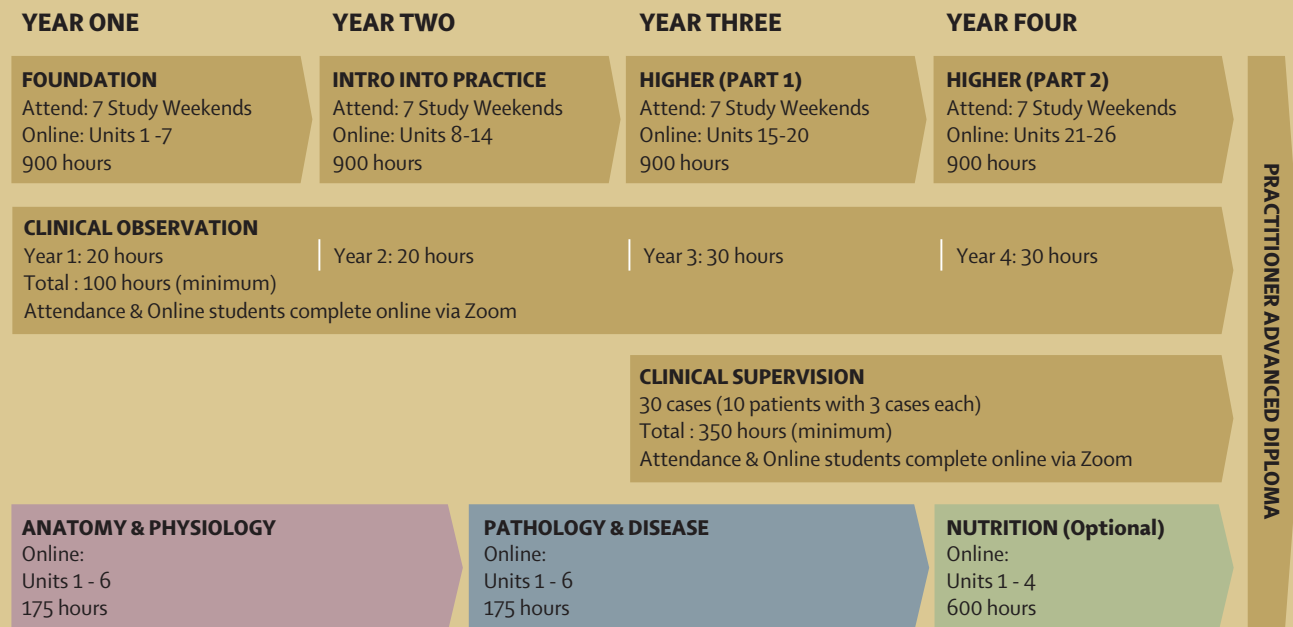 YEAR ONE
YEAR TWO
YEAR THREE
YEAR FOUR
FOUNDATION
Attend: 7 Study Weekends
Online: Units 1 -7
900 hours
INTRO INTO PRACTICE
Attend: 7 Study Weekends
Online: Units 8-14
900 hours
HIGHER (PART 1)
Attend: 7 Study Weekends
Online: Units 15-20
900 hours
HIGHER (PART 2)
Attend: 7 Study Weekends
Online: Units 21-26
900 hours
CLINICAL OBSERVATION
Year 1: 20 hours
Year 2: 20 hours
Year 3: 30 hours
Year 4: 30 hours
Total : 100 hours (minimum)
Attendance & Online students complete online via Zoom
CLINICAL SUPERVISION
30 cases (10 patients with 3 cases each)
Total : 350 hours (minimum)
Attendance & Online students complete online via Zoom
ANATOMY & PHYSIOLOGY
Online:
Units 1 - 6
175 hours
PATHOLOGY & DISEASE
Online:
Units 1 - 6
175 hours
NUTRITION (Optional)
Online:
Units 1 - 4
600 hours
PRACTITIONER ADVANCED DIPLOMA